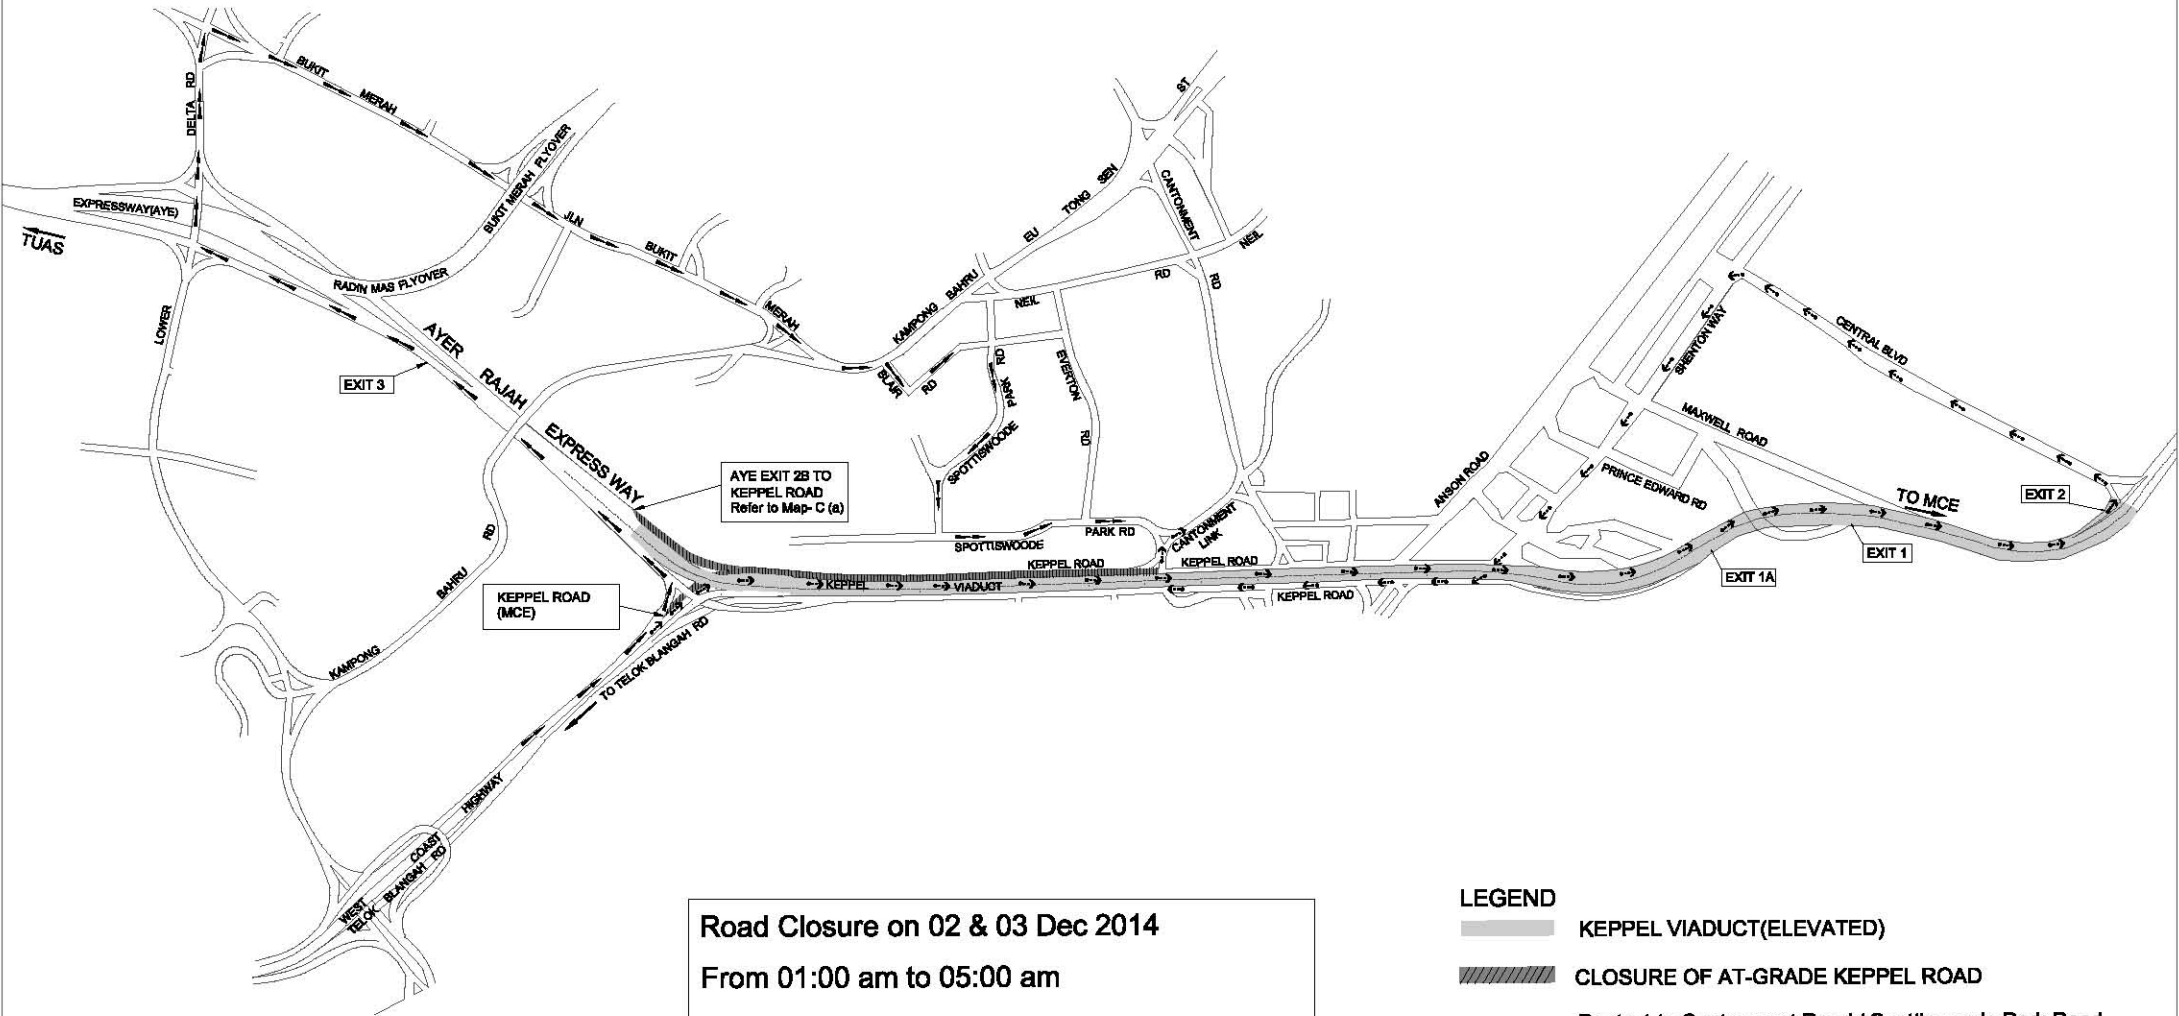 DELTA RD
BUKIT
MERAH
BUKIT MERAH FLYOVER
EXPRESSWAY(AYE)
TUAS
JLN
BUKIT
MERAH
RADIN MAS FLYOVER
LOWER
EXIT 3
AYER
RAJAH
EXPRESS WAY
KAMPONG
BAHRU
EU
TONG
SEN
ST
CANTONMENT
RD
NEIL
RD
NEIL
BLAIR
RD
PARK
RD
SPOTTISWOODE
EVERTON
RD
AYE EXIT 2B TO
KEPPEL ROAD
Refer to Map- C (a)
SPOTTISWOODE
PARK RD
CANTONMENT
LINK
KEPPEL ROAD
KEPPEL ROAD
KEPPEL
VIADUCT
KEPPEL ROAD
ANSON ROAD
SHENTON WAY
CENTRAL BLVD
MAXWELL ROAD
PRINCE EDWARD RD
TO MCE
EXIT 2
EXIT 1
EXIT 1A
KEPPEL ROAD
(MCE)
TO TELOK BLANGAH RD
KAMPONG
BAHRU
RD
WEST
COAST
HIGHWAY
TELOK
BLANGAH
RD
Road Closure on 02 & 03 Dec 2014
From 01:00 am to 05:00 am
LEGEND
KEPPEL VIADUCT(ELEVATED)
CLOSURE OF AT-GRADE KEPPEL ROAD